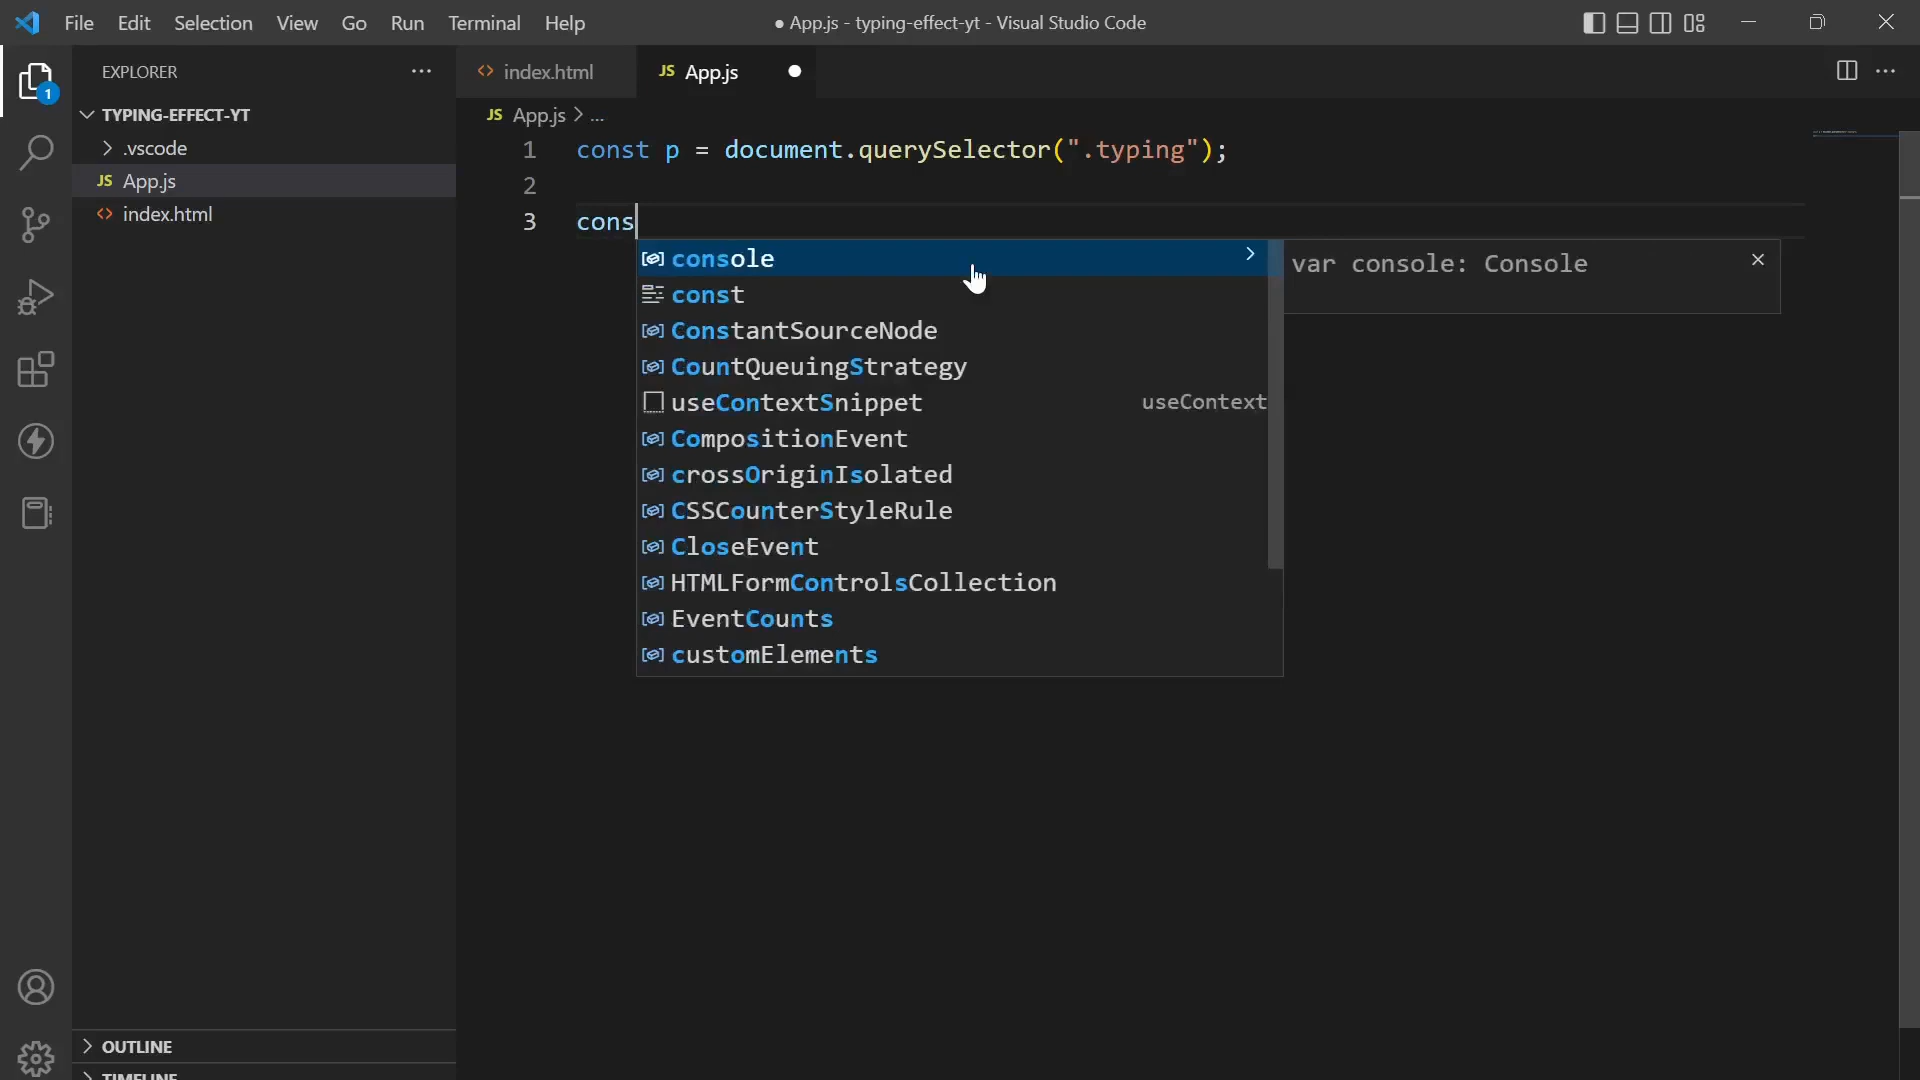 File Edit Selection View Go Run Terminal Help
● App.js - typing-effect-yt - Visual Studio Code
EXPLORER
1
TYPING-EFFECT-YT
.vscode
JS App.js
index.html
OUTLINE
TIMELINE
index.html
JS App.js
JS App.js > ...
1 const p = document.querySelector(".typing");
2
3 cons
console
const
ConstantSourceNode
CountQueuingStrategy
useContextSnippet useContext
CompositionEvent
crossOriginIsolated
CSSCounterStyleRule
CloseEvent
HTMLFormControlsCollection
EventCounts
customElements
var console: Console